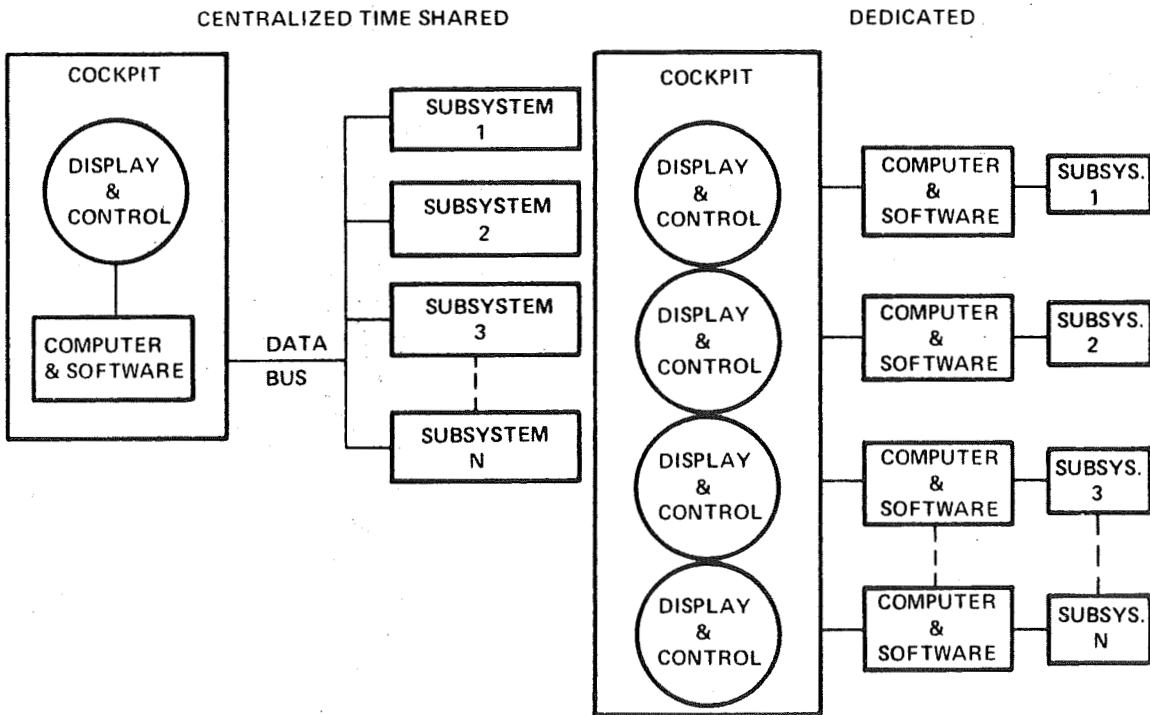 CENTRALIZED TIME SHARED
COCKPIT
DISPLAY
&
CONTROL
COMPUTER
& SOFTWARE
DATA
BUS
SUBSYSTEM
1
SUBSYSTEM
2
SUBSYSTEM
3
SUBSYSTEM
N
DEDICATED
COCKPIT
DISPLAY
&
CONTROL
COMPUTER
&
SOFTWARE
SUBSYS.
1
DISPLAY
&
CONTROL
COMPUTER
&
SOFTWARE
SUBSYS.
2
DISPLAY
&
CONTROL
COMPUTER
&
SOFTWARE
SUBSYS.
3
DISPLAY
&
CONTROL
COMPUTER
&
SOFTWARE
SUBSYS.
N